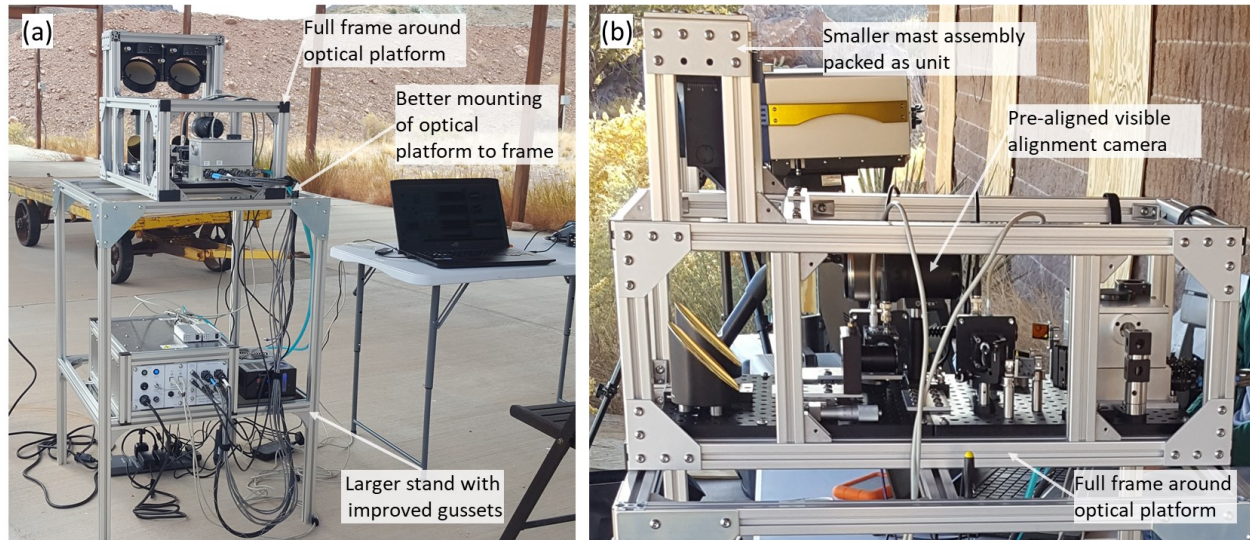 (a)
Full frame around
optical platform
Better mounting
of optical
platform to frame
Larger stand with
improved gussets
(b)
Smaller mast assembly
packed as unit
Pre-aligned visible
alignment camera
Full frame around
optical platform